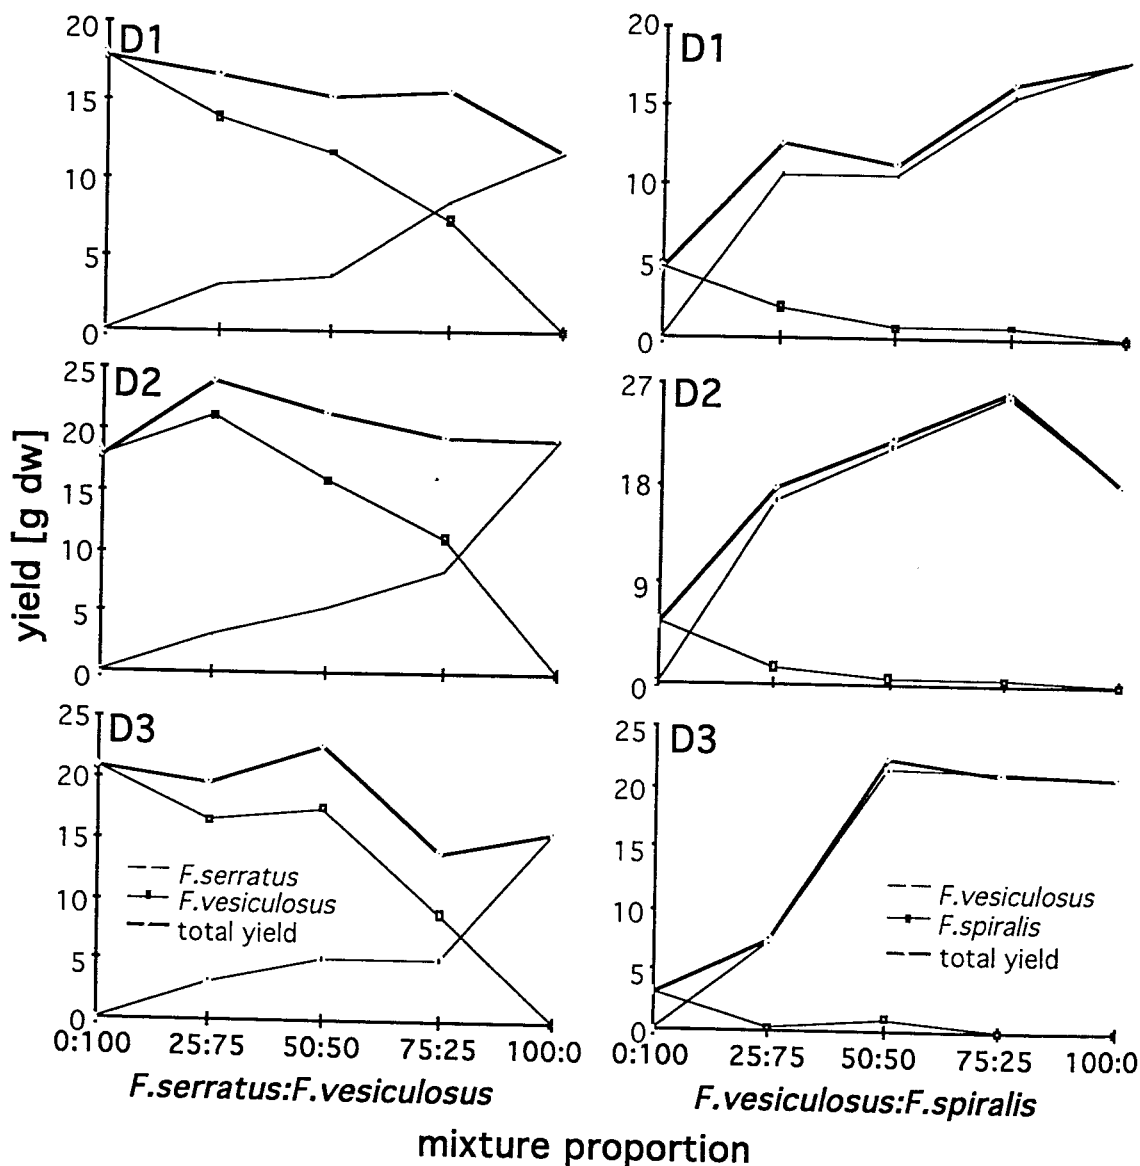 20
D1
15
10
5
0
20
D1
15
10
5
0
25
D2
20
15
10
5
0
27
D2
18
9
0
yield [g dw]
25
D3
20
15
10
5
0
F.serratus
F.vesiculosus
total yield
25
D3
20
15
10
5
0
F.vesiculosus
F.spiralis
total yield
0:100 25:75 50:50 75:25 100:0
0:100 25:75 50:50 75:25 100:0
F.serratus:F.vesiculosus
F.vesiculosus:F.spiralis
mixture proportion